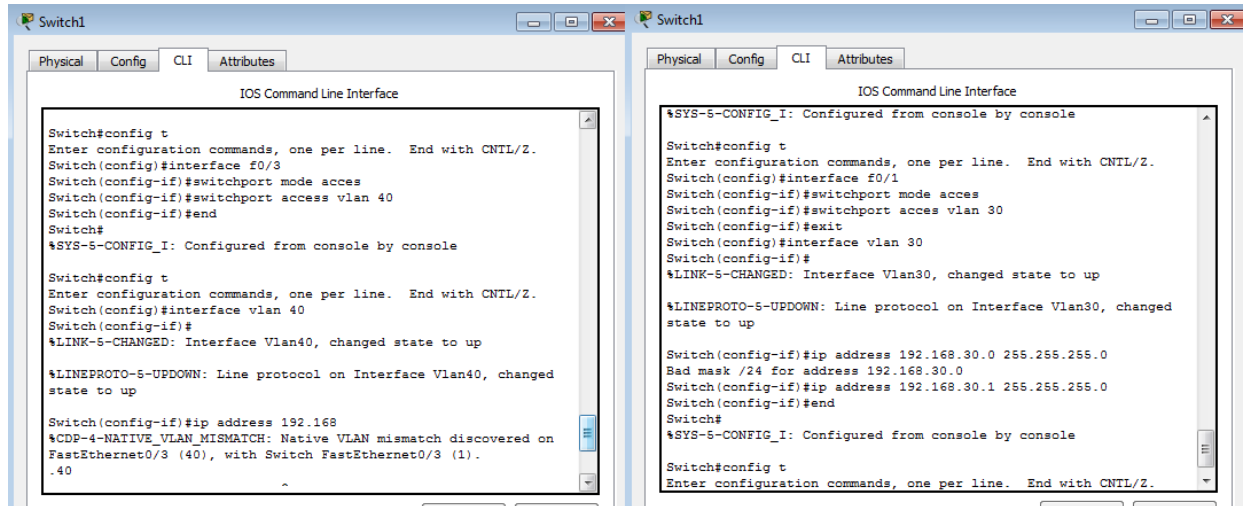 Switch1
Physical Config CLI Attributes
IOS Command Line Interface
Switch#config t
Enter configuration commands, one per line. End with CNTL/Z.
Switch(config)#interface f0/3
Switch(config-if)#switchport mode acces
Switch(config-if)#switchport access vlan 40
Switch(config-if)#end
Switch#
%SYS-5-CONFIG_I: Configured from console by console
Switch#config t
Enter configuration commands, one per line. End with CNTL/Z.
Switch(config)#interface vlan 40
Switch(config-if)#
%LINK-5-CHANGED: Interface Vlan40, changed state to up
%LINEPROTO-5-UPDOWN: Line protocol on Interface Vlan40, changed
state to up
Switch(config-if)#ip address 192.168
%CDP-4-NATIVE_VLAN_MISMATCH: Native VLAN mismatch discovered on
FastEthernet0/3 (40), with Switch FastEthernet0/3 (1).
.40
^
Switch1
Physical Config CLI Attributes
IOS Command Line Interface
%SYS-5-CONFIG_I: Configured from console by console
Switch#config t
Enter configuration commands, one per line. End with CNTL/Z.
Switch(config)#interface f0/1
Switch(config-if)#switchport mode acces
Switch(config-if)#switchport acces vlan 30
Switch(config-if)#exit
Switch(config)#interface vlan 30
Switch(config-if)#
%LINK-5-CHANGED: Interface Vlan30, changed state to up
%LINEPROTO-5-UPDOWN: Line protocol on Interface Vlan30, changed
state to up
Switch(config-if)#ip address 192.168.30.0 255.255.255.0
Bad mask /24 for address 192.168.30.0
Switch(config-if)#ip address 192.168.30.1 255.255.255.0
Switch(config-if)#end
Switch#
%SYS-5-CONFIG_I: Configured from console by console
Switch#config t
Enter configuration commands, one per line. End with CNTL/Z.